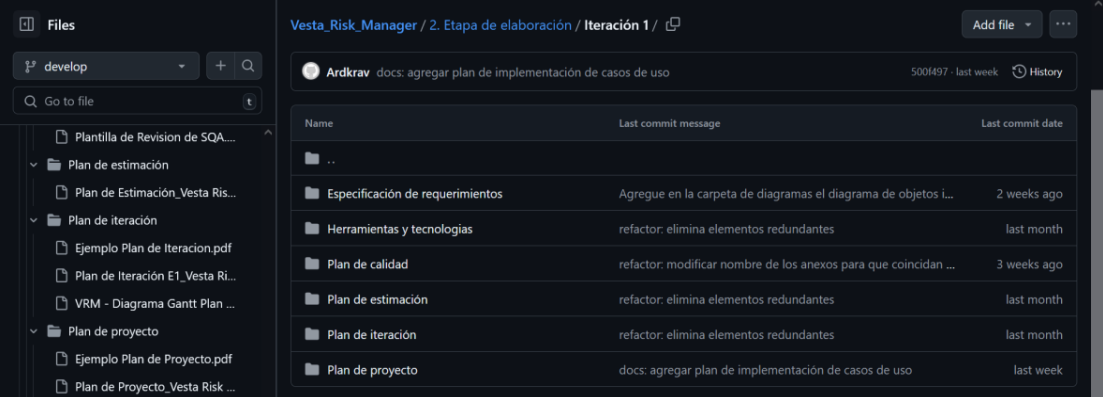 Files
develop
Go to file
t
Plantilla de Revision de SQA....
Plan de estimación
Plan de Estimación_Vesta Ris...
Plan de iteración
Ejemplo Plan de Iteracion.pdf
Plan de Iteración E1_Vesta Ri...
VRM - Diagrama Gantt Plan ...
Plan de proyecto
Ejemplo Plan de Proyecto.pdf
Plan de Proyecto_Vesta Risk ...
Vesta_Risk_Manager / 2. Etapa de elaboración / Iteración 1 /
Add file
Ardkrav docs: agregar plan de implementación de casos de uso 500f497 · last week History
Name Last commit message Last commit date
..
Especificación de requerimientos Agregue en la carpeta de diagramas el diagrama de objetos i... 2 weeks ago
Herramientas y tecnologias refactor: elimina elementos redundantes last month
Plan de calidad refactor: modificar nombre de los anexos para que coincidan ... 3 weeks ago
Plan de estimación refactor: elimina elementos redundantes last month
Plan de iteración refactor: elimina elementos redundantes last month
Plan de proyecto docs: agregar plan de implementación de casos de uso last week